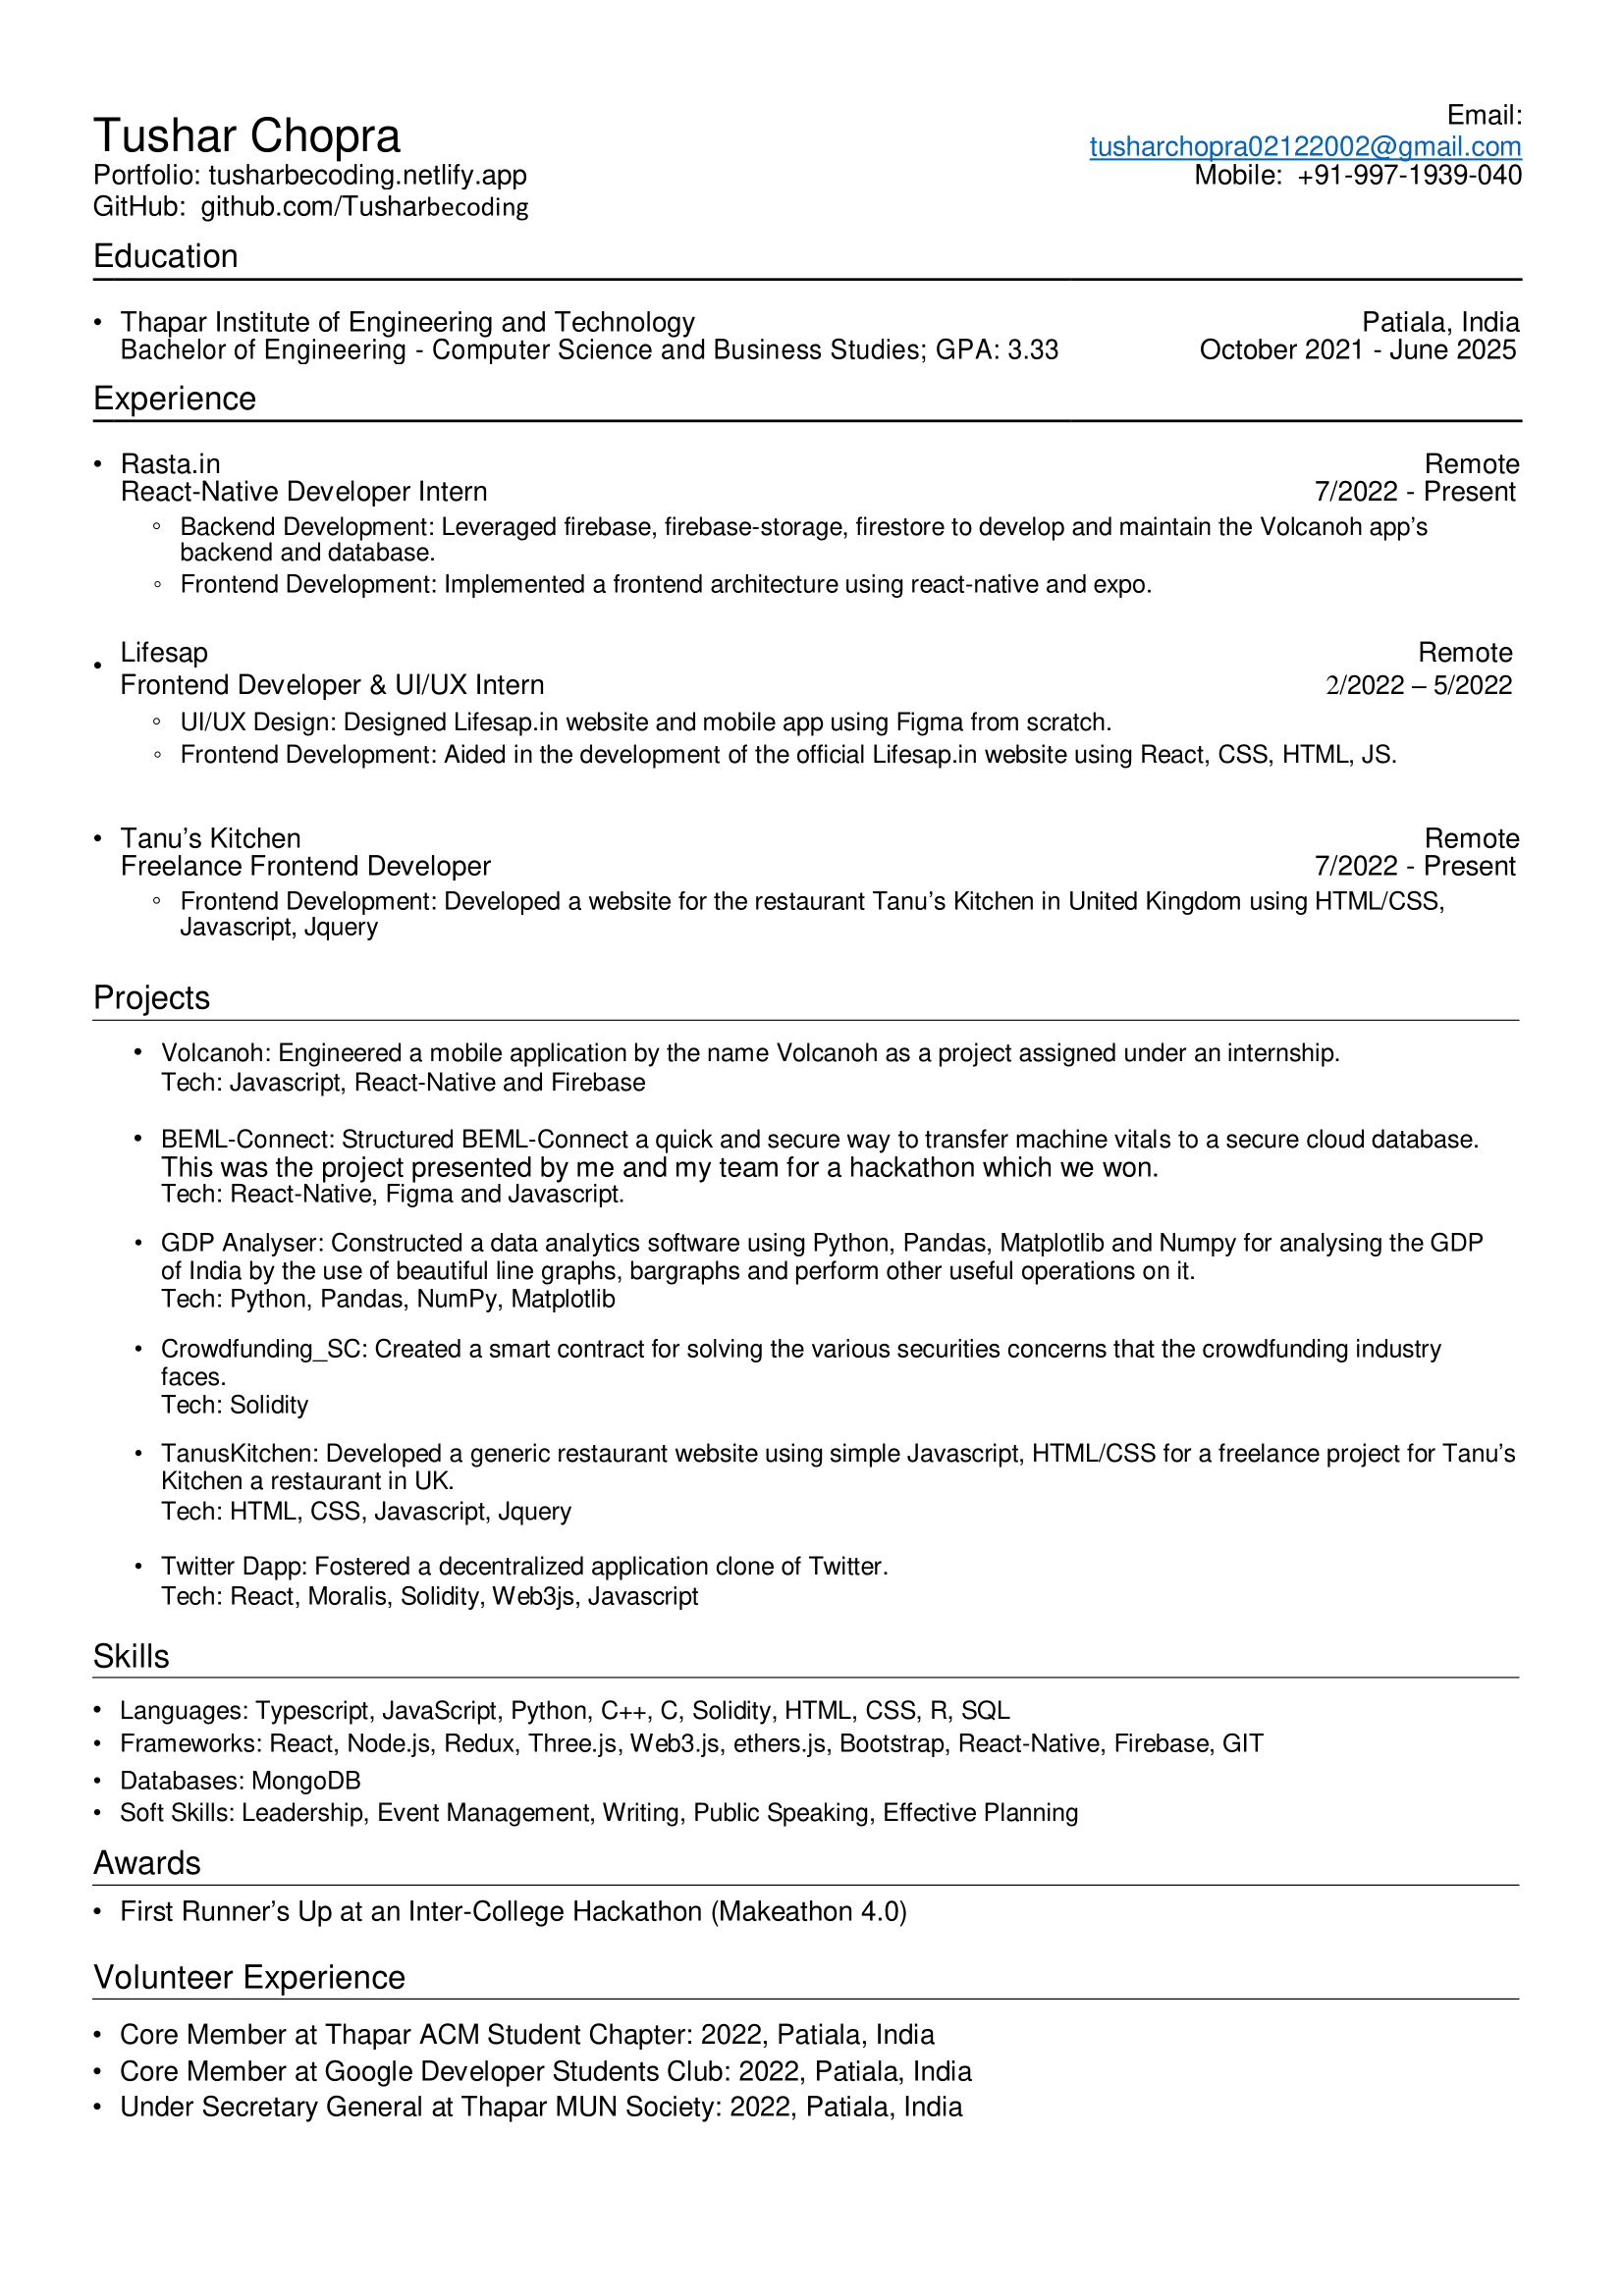 Tushar Chopra
Email:
tusharchopra02122002@gmail.com
Portfolio: tusharbecoding.netlify.app
Mobile: +91-997-1939-040
GitHub: github.com/Tusharbecoding
Education
• Thapar Institute of Engineering and Technology Patiala, India
Bachelor of Engineering - Computer Science and Business Studies; GPA: 3.33 October 2021 - June 2025
Experience
• Rasta.in Remote
React-Native Developer Intern 7/2022 - Present
◦ Backend Development: Leveraged firebase, firebase-storage, firestore to develop and maintain the Volcanoh app’s
backend and database.
◦ Frontend Development: Implemented a frontend architecture using react-native and expo.
• Lifesap Remote
Frontend Developer & UI/UX Intern 2/2022 – 5/2022
◦ UI/UX Design: Designed Lifesap.in website and mobile app using Figma from scratch.
◦ Frontend Development: Aided in the development of the official Lifesap.in website using React, CSS, HTML, JS.
• Tanu’s Kitchen Remote
Freelance Frontend Developer 7/2022 - Present
◦ Frontend Development: Developed a website for the restaurant Tanu’s Kitchen in United Kingdom using HTML/CSS,
Javascript, Jquery
Projects
• Volcanoh: Engineered a mobile application by the name Volcanoh as a project assigned under an internship.
Tech: Javascript, React-Native and Firebase
• BEML-Connect: Structured BEML-Connect a quick and secure way to transfer machine vitals to a secure cloud database.
This was the project presented by me and my team for a hackathon which we won.
Tech: React-Native, Figma and Javascript.
• GDP Analyser: Constructed a data analytics software using Python, Pandas, Matplotlib and Numpy for analysing the GDP
of India by the use of beautiful line graphs, bargraphs and perform other useful operations on it.
Tech: Python, Pandas, NumPy, Matplotlib
• Crowdfunding_SC: Created a smart contract for solving the various securities concerns that the crowdfunding industry
faces.
Tech: Solidity
• TanusKitchen: Developed a generic restaurant website using simple Javascript, HTML/CSS for a freelance project for Tanu’s
Kitchen a restaurant in UK.
Tech: HTML, CSS, Javascript, Jquery
• Twitter Dapp: Fostered a decentralized application clone of Twitter.
Tech: React, Moralis, Solidity, Web3js, Javascript
Skills
• Languages: Typescript, JavaScript, Python, C++, C, Solidity, HTML, CSS, R, SQL
• Frameworks: React, Node.js, Redux, Three.js, Web3.js, ethers.js, Bootstrap, React-Native, Firebase, GIT
• Databases: MongoDB
• Soft Skills: Leadership, Event Management, Writing, Public Speaking, Effective Planning
Awards
• First Runner’s Up at an Inter-College Hackathon (Makeathon 4.0)
Volunteer Experience
• Core Member at Thapar ACM Student Chapter: 2022, Patiala, India
• Core Member at Google Developer Students Club: 2022, Patiala, India
• Under Secretary General at Thapar MUN Society: 2022, Patiala, India